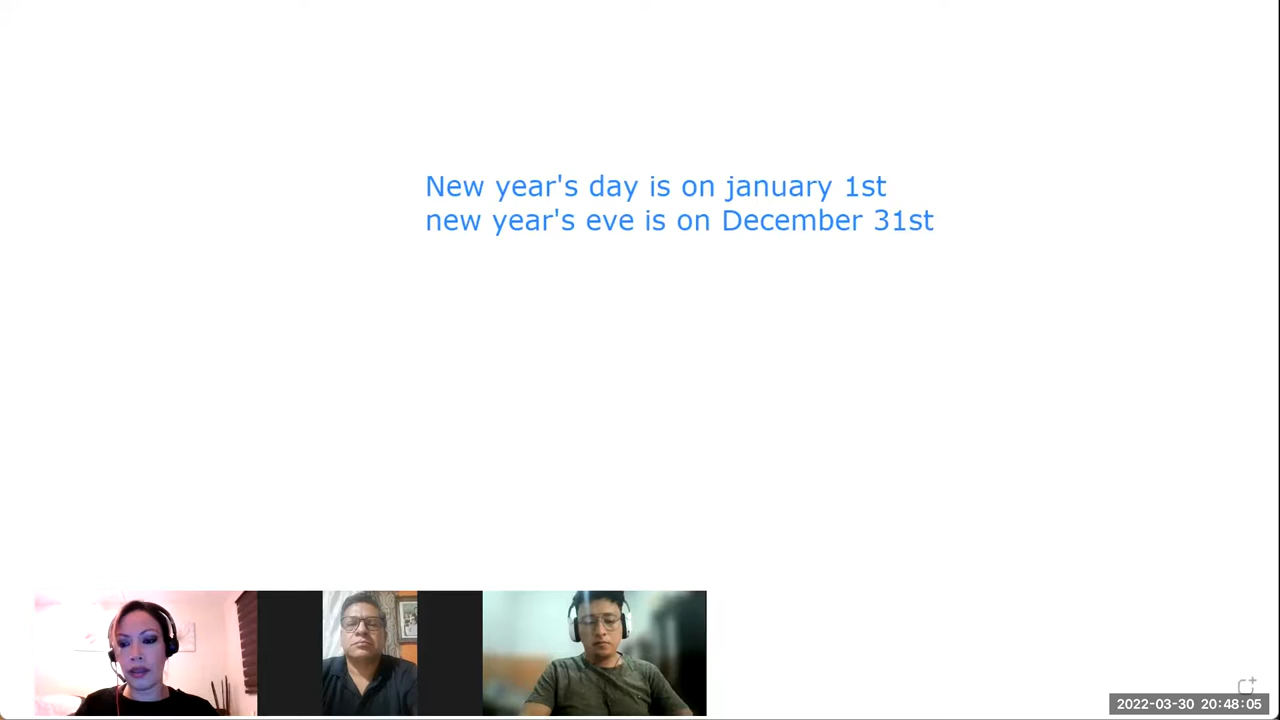 New year's day is on january 1st
new year's eve is on December 31st
2022-03-30 20:48:05